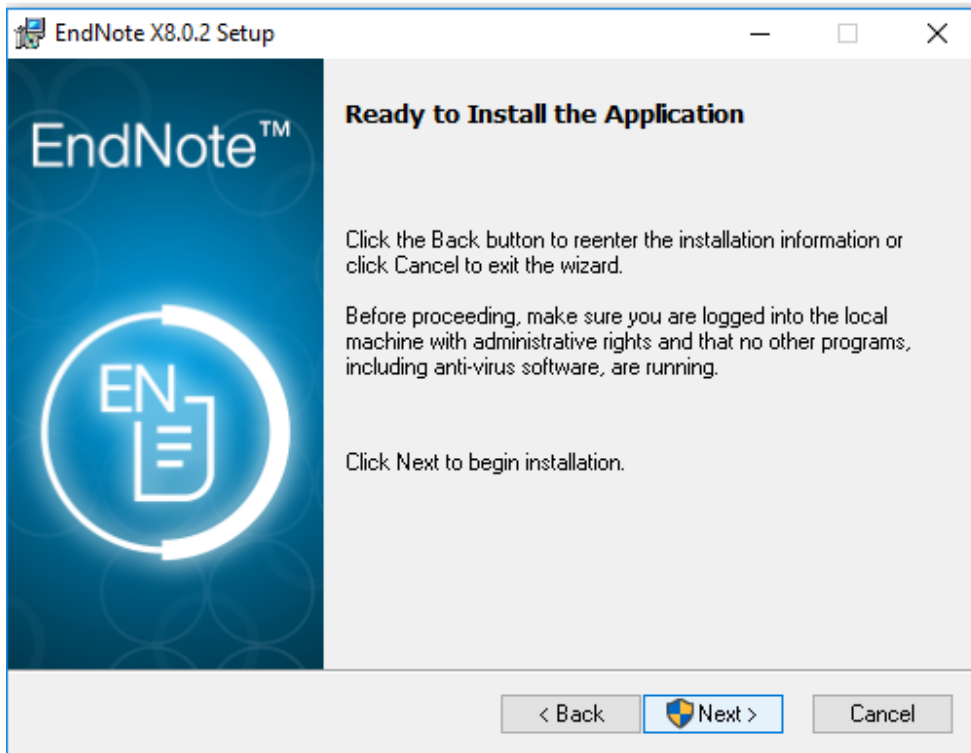 EndNote X8.0.2 Setup
EndNote™
EN
Ready to Install the Application
Click the Back button to reenter the installation information or
click Cancel to exit the wizard.
Before proceeding, make sure you are logged into the local
machine with administrative rights and that no other programs,
including anti-virus software, are running.
Click Next to begin installation.
< Back
Next >
Cancel